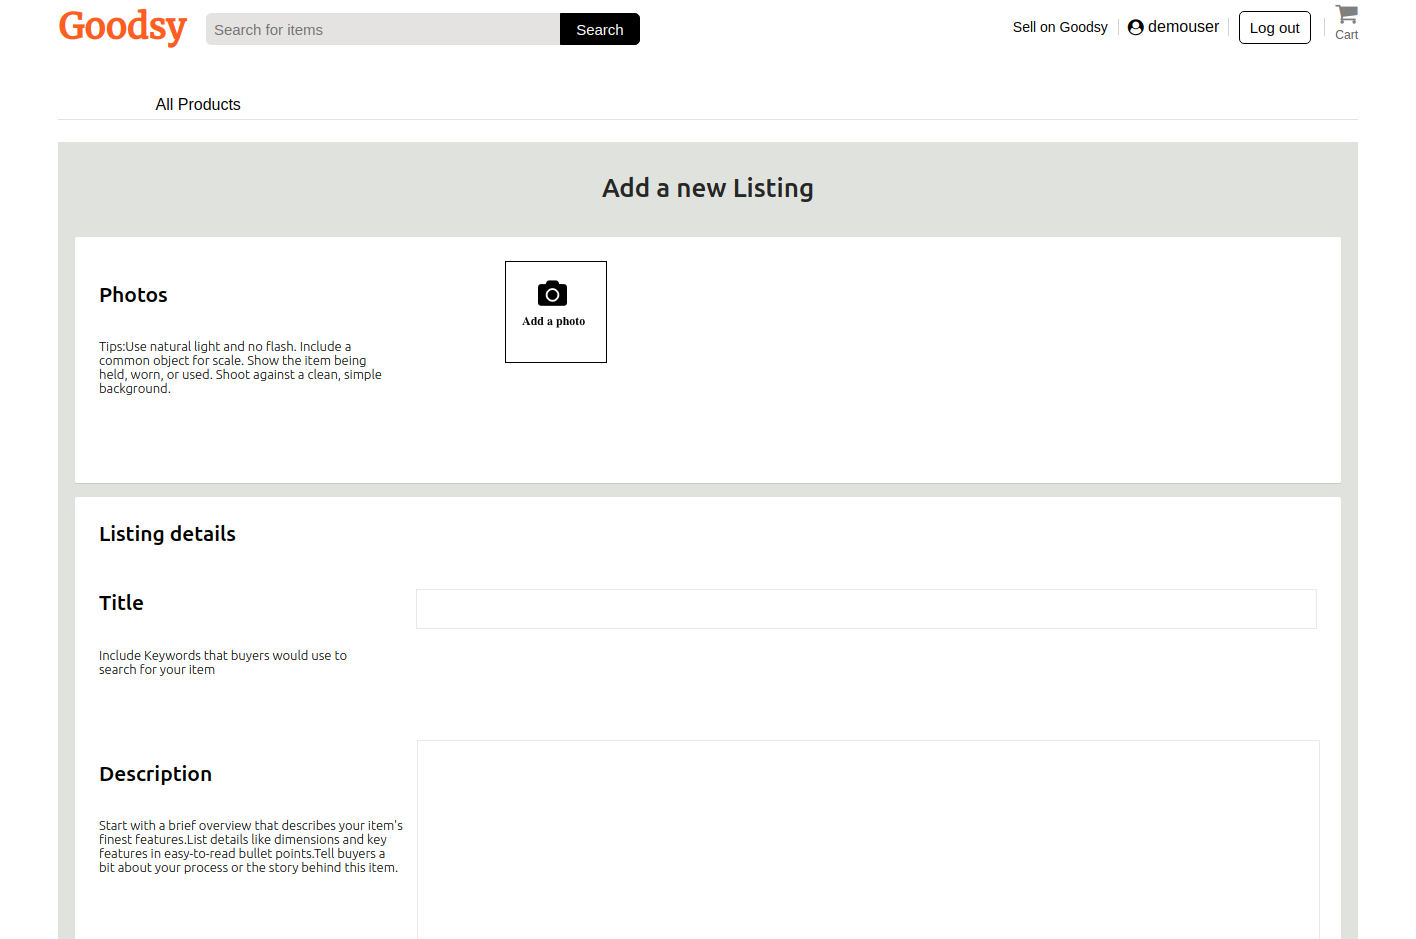 Goodsy
Search for items
Search
Sell on Goodsy
demouser
Log out
Cart
All Products
Add a new Listing
Photos
Tips:Use natural light and no flash. Include a
common object for scale. Show the item being
held, worn, or used. Shoot against a clean, simple
background.
Add a photo
Listing details
Title
Include Keywords that buyers would use to
search for your item
Description
Start with a brief overview that describes your item's
finest features.List details like dimensions and key
features in easy-to-read bullet points.Tell buyers a
bit about your process or the story behind this item.